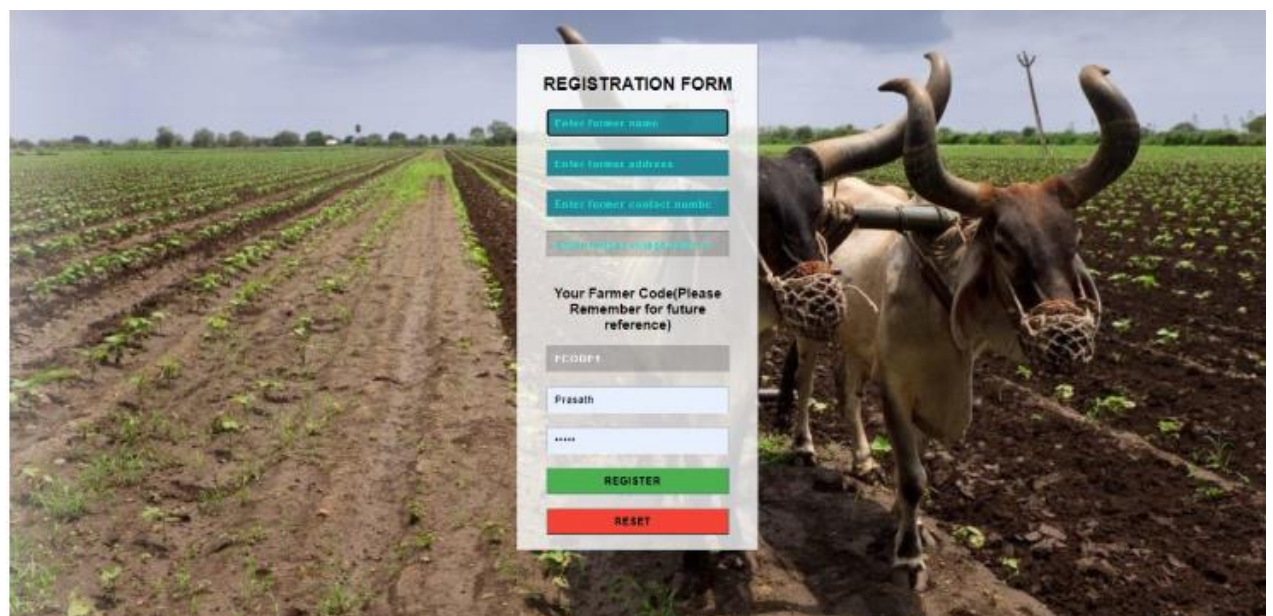 REGISTRATION FORM
Enter farmer name
Enter farmer address
Enter farmer contact numbe
Your Farmer Code(Please
Remember for future
reference)
Prasath
•••••
REGISTER
RESET